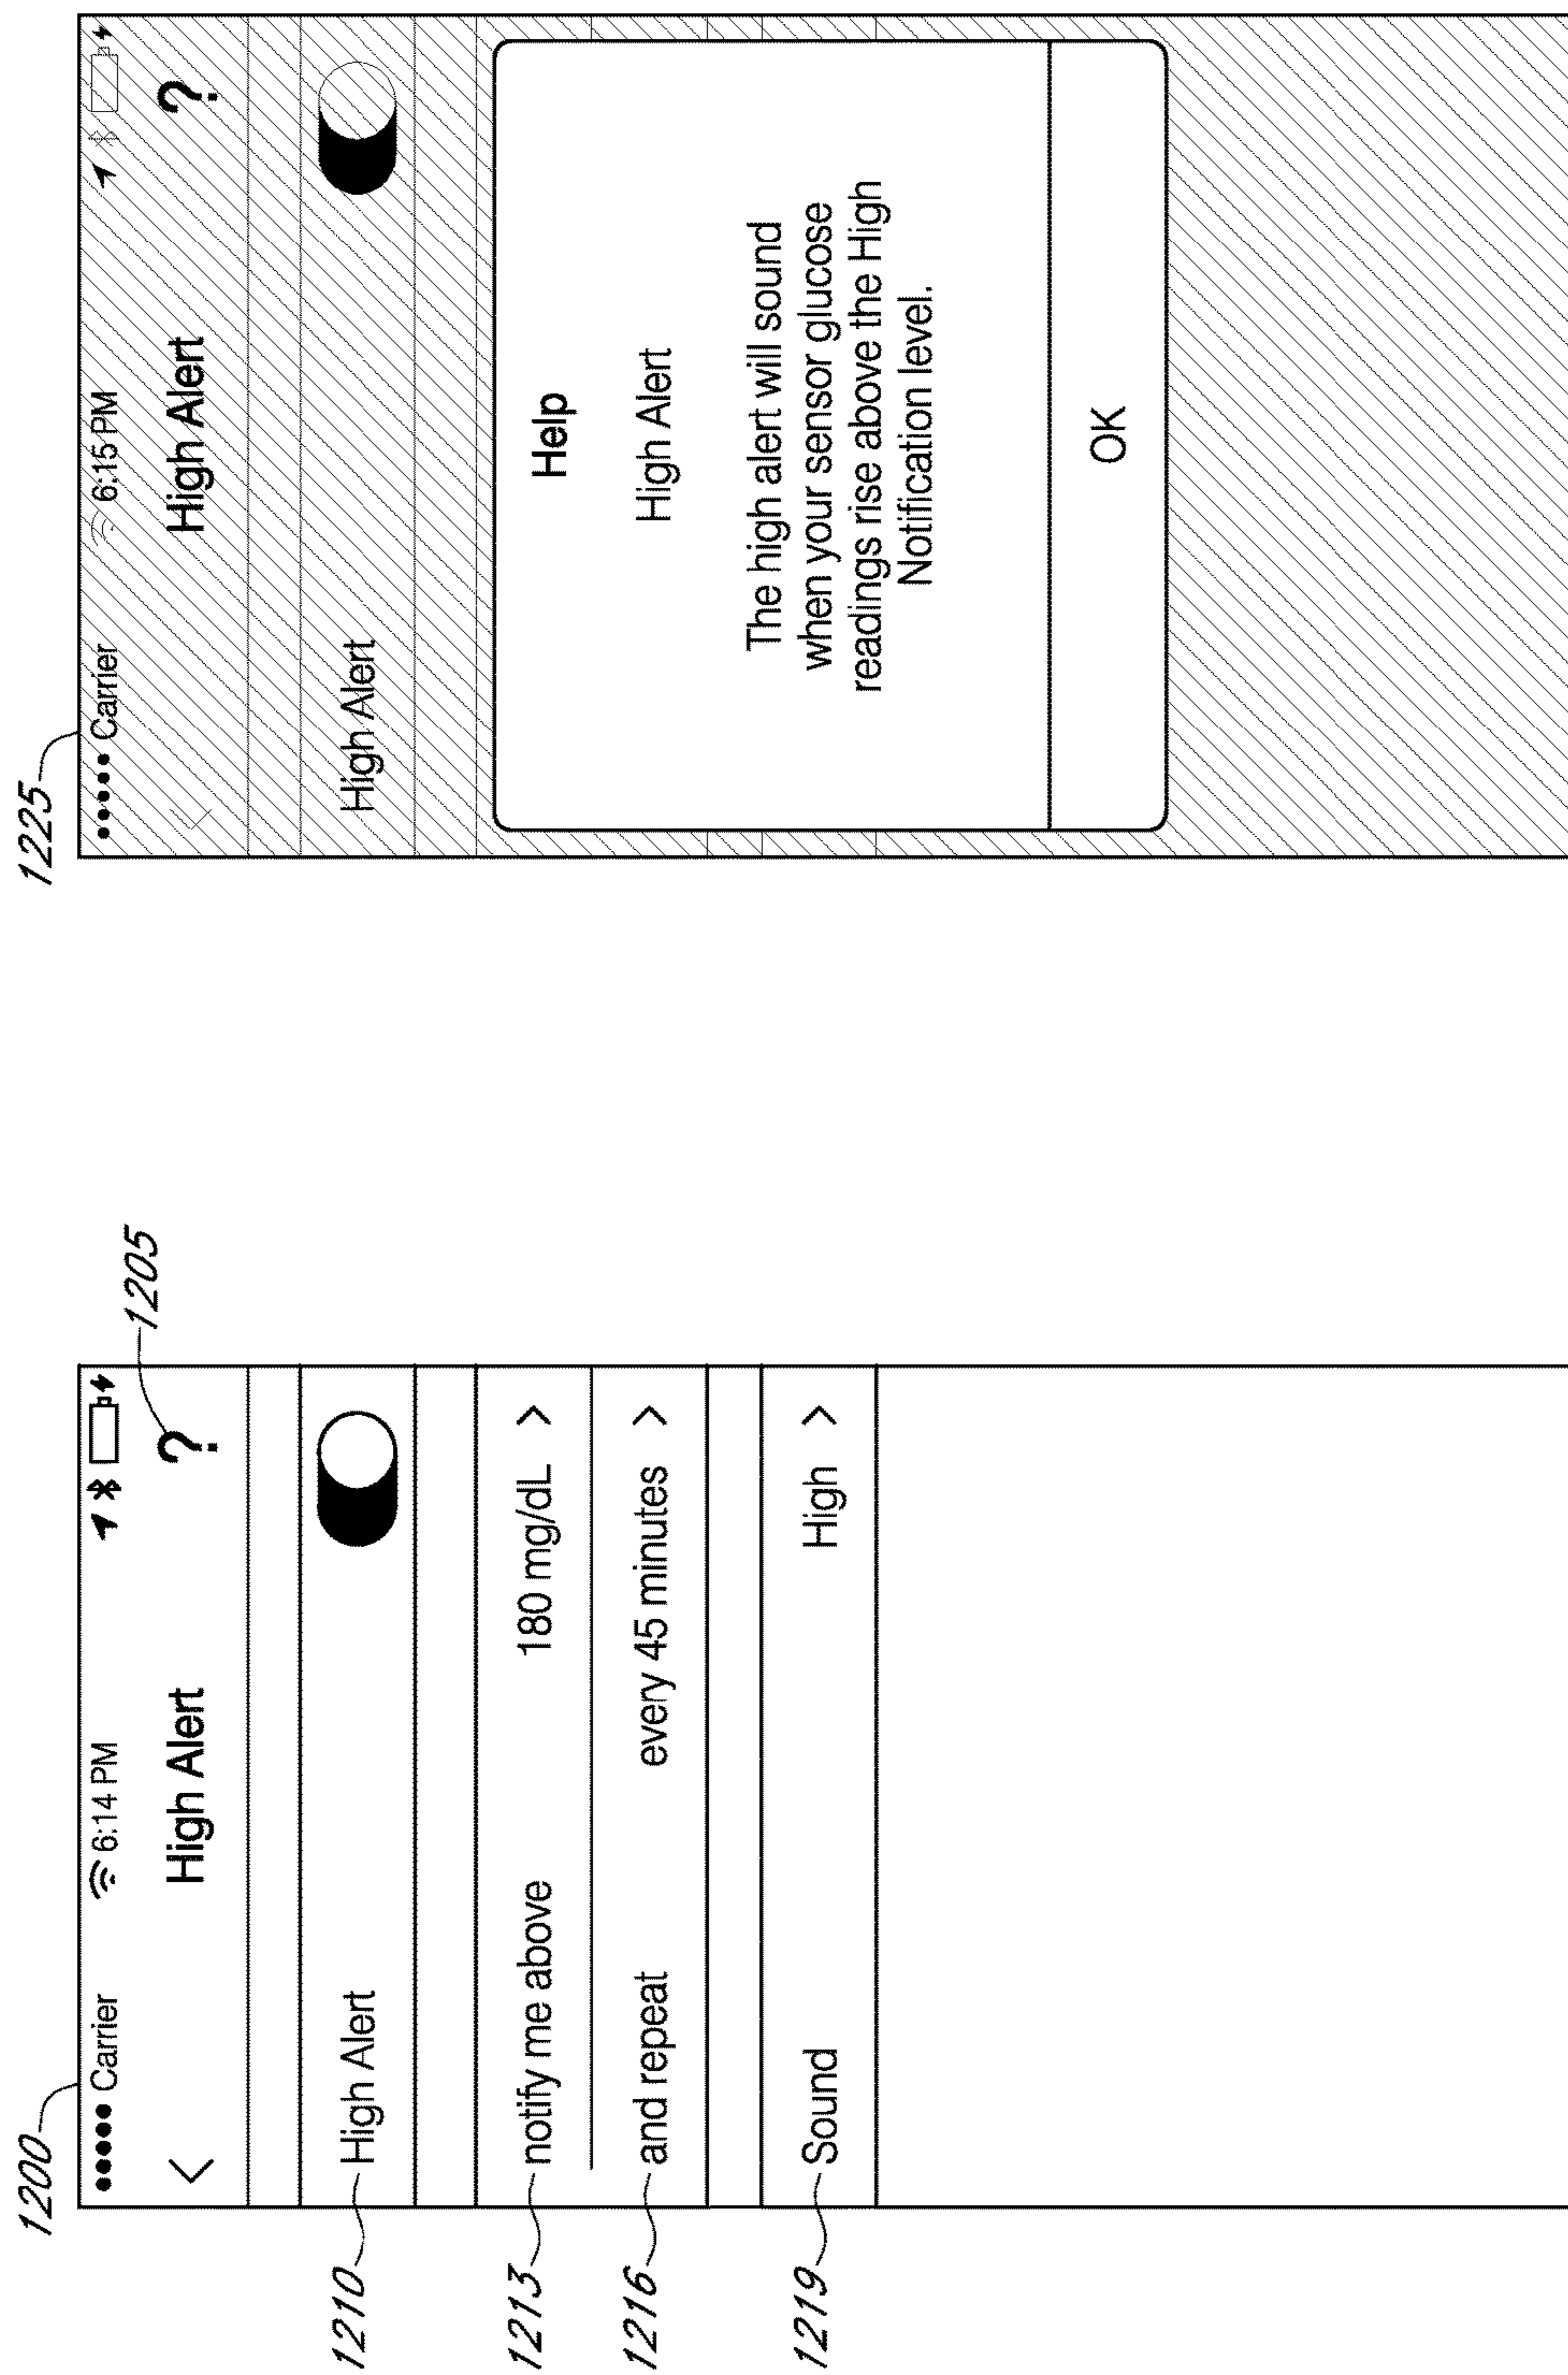 1200
Carrier 6:14 PM
< High Alert ?
1205
1210 High Alert
1213 notify me above 180 mg/dL >
1216 and repeat every 45 minutes >
1219 Sound High >
1225
Carrier 6:15 PM
< High Alert ?
High Alert
Help
High Alert
The high alert will sound
when your sensor glucose
readings rise above the High
Notification level.
OK